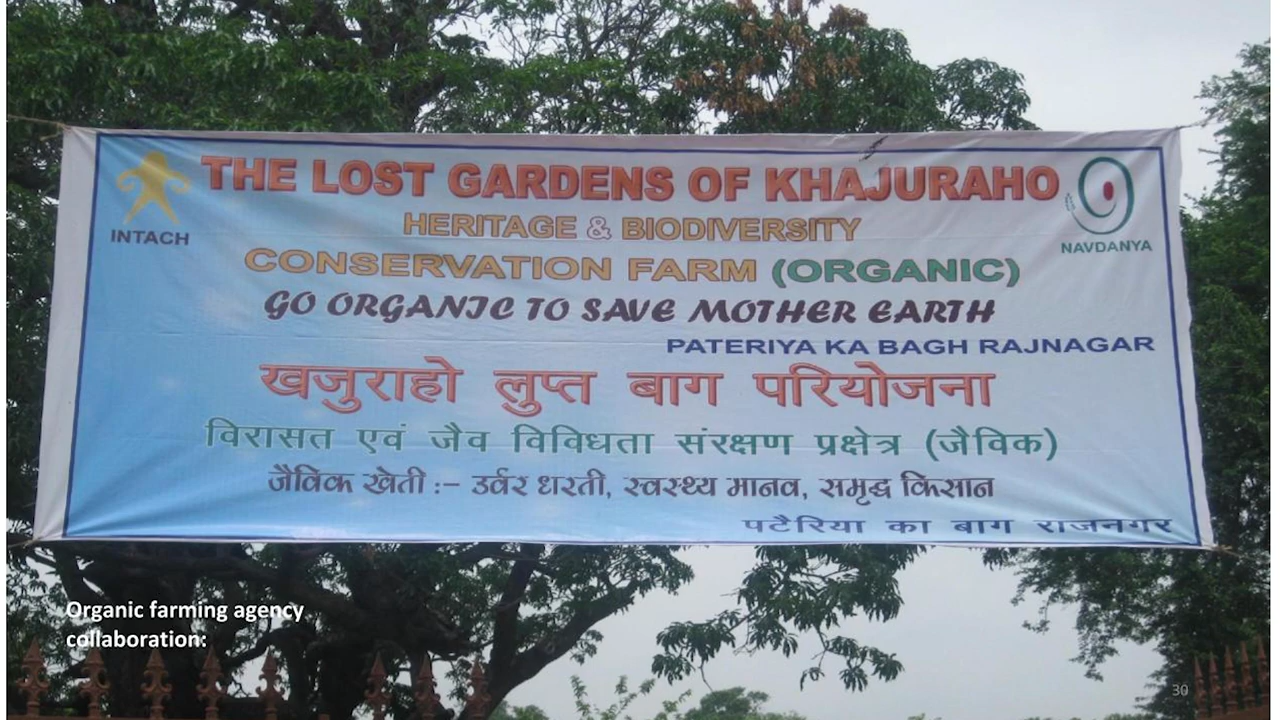 THE LOST GARDENS OF KHAJURAHO
INTACH
HERITAGE & BIODIVERSITY
NAVDANYA
CONSERVATION FARM (ORGANIC)
GO ORGANIC TO SAVE MOTHER EARTH
PATERIYA KA BAGH RAJNAGAR
खजुराहो लुप्त बाग परियोजना
विरासत एवं जैव विविधता संरक्षण प्रक्षेत्र (जैविक)
जैविक खेती :– उर्वर धरती, स्वस्थ्य मानव, समृद्ध किसान
पटैरिया का बाग राजनगर
Organic farming agency
collaboration:
30